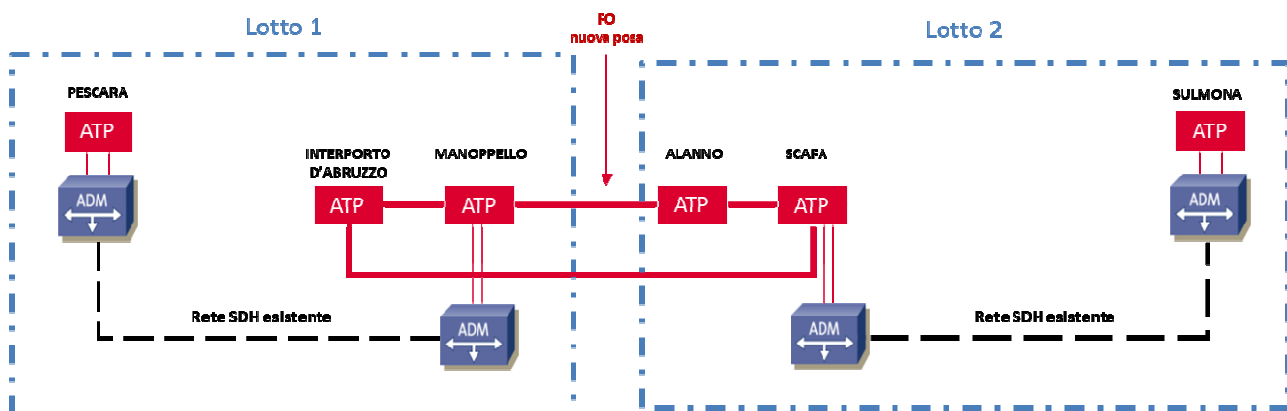 Lotto 1
FO
nuova posa
Lotto 2
PESCARA
ATP
ADM
INTERPORTO
D'ABRUZZO
ATP
MANOPPELLO
ATP
ALANNO
ATP
SCAFA
ATP
SULMONA
ATP
ADM
Rete SDH esistente
ADM
ADM
Rete SDH esistente